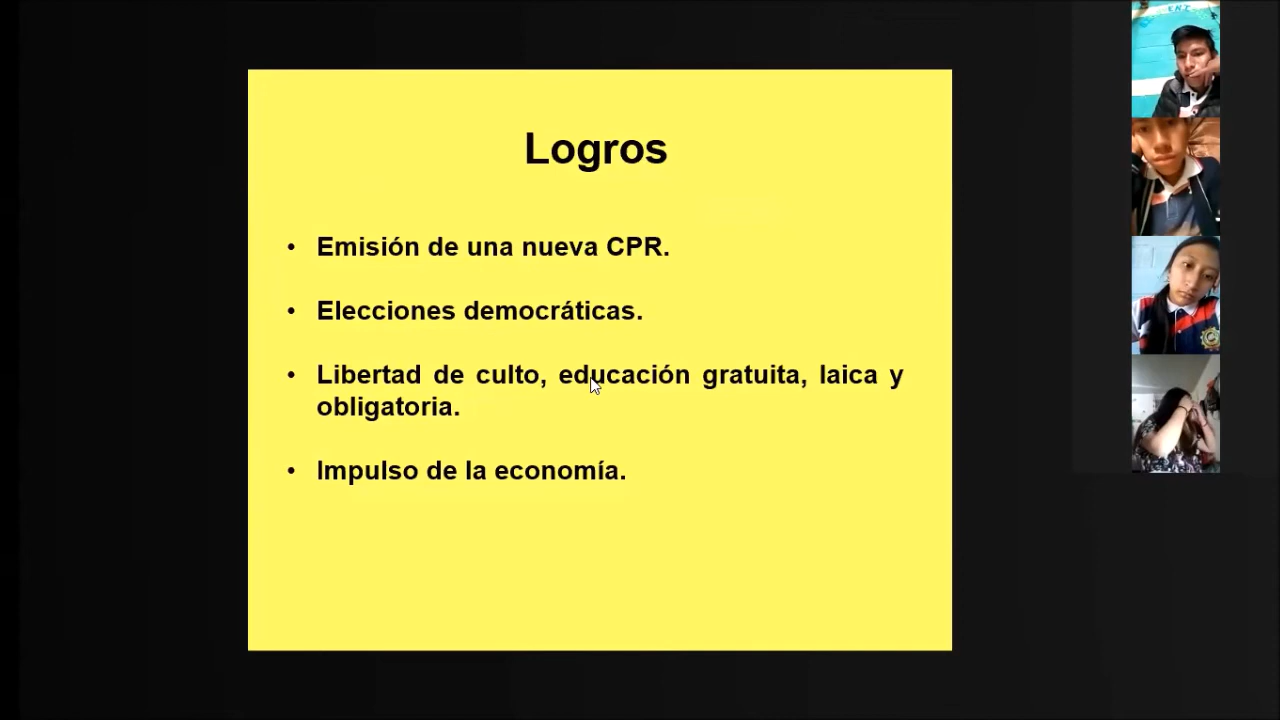 Logros
• Emisión de una nueva CPR.
• Elecciones democráticas.
• Libertad de culto, educación gratuita, laica y
obligatoria.
• Impulso de la economía.